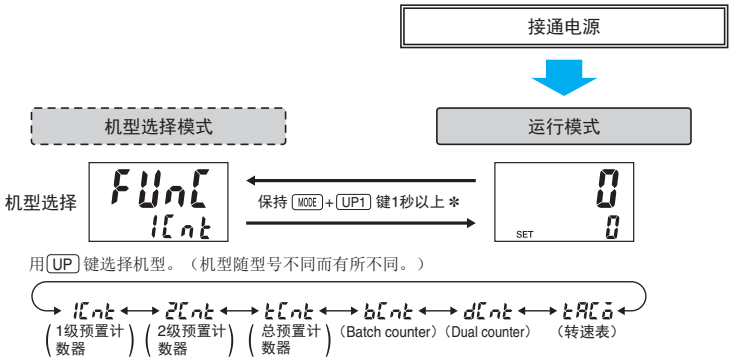 接通电源
机型选择模式
运行模式
机型选择
FUnC
1Cnt
保持 MODE + UP1 键1秒以上 *
0
SET 0
用 UP 键选择机型。（机型随型号不同而有所不同。）
1Cnt 2Cnt tCnt bCnt dCnt tACo
(1级预置计数器) (2级预置计数器) (总预置计数器) (Batch counter) (Dual counter) (转速表)